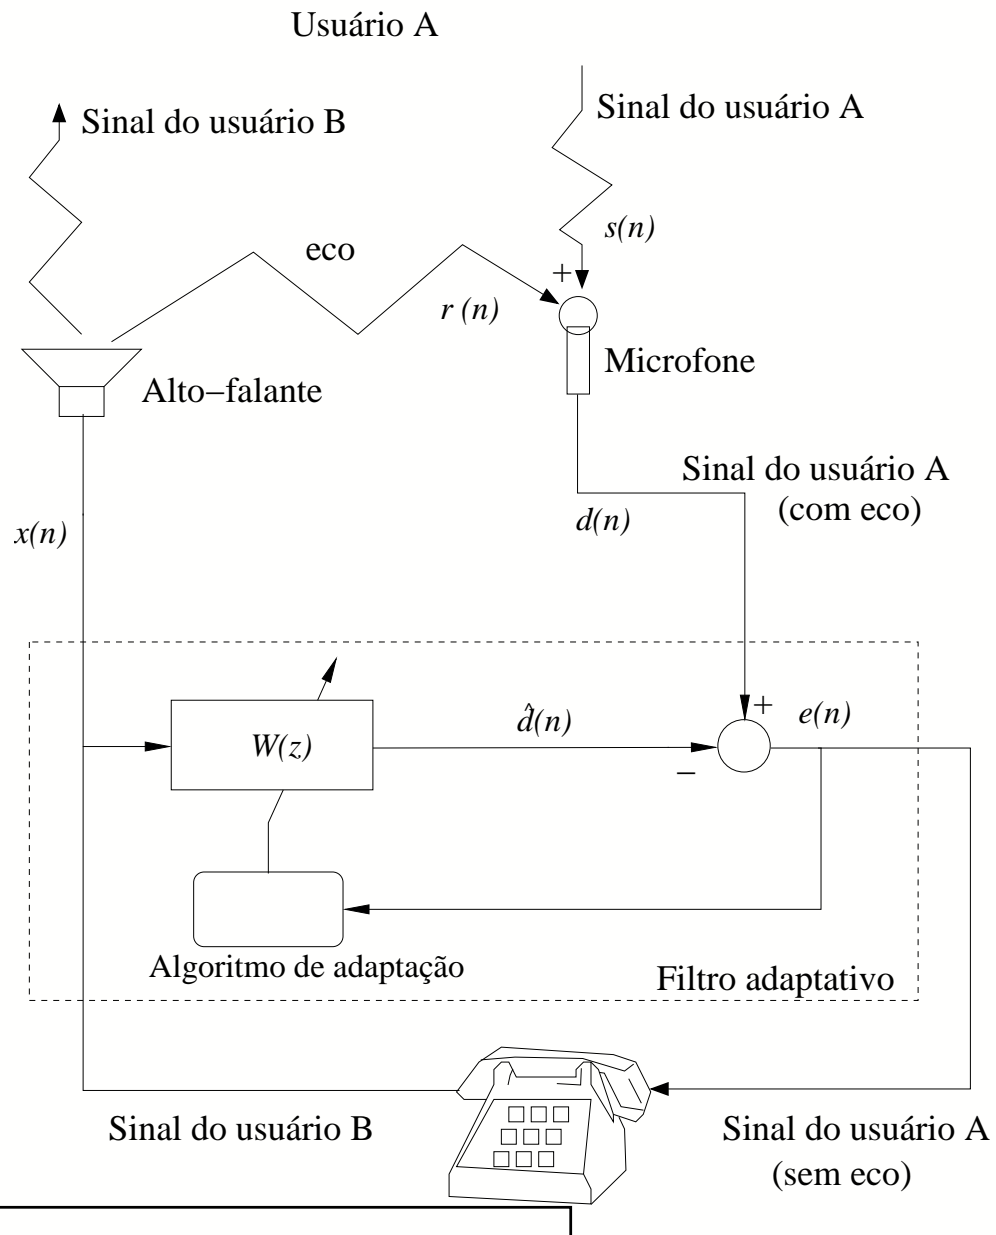 Usuário A
Sinal do usuário B
Sinal do usuário A
s(n)
eco
+
r (n)
Microfone
Alto−falante
Sinal do usuário A
(com eco)
x(n)
d(n)
+
e(n)
d̂(n)
W(z)
−
Algoritmo de adaptação
Filtro adaptativo
Sinal do usuário B
Sinal do usuário A
(sem eco)